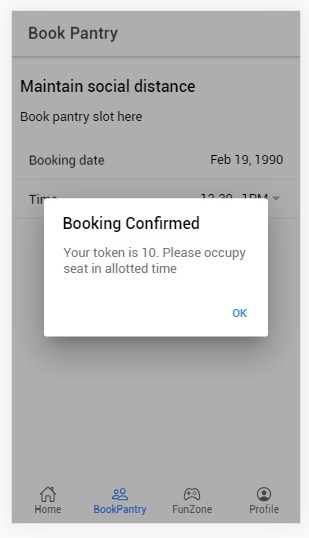 Book Pantry
Maintain social distance
Book pantry slot here
Booking date Feb 19, 1990
Time 12.30 -1PM
Booking Confirmed
Your token is 10. Please occupy
seat in allotted time
OK
Home BookPantry FunZone Profile